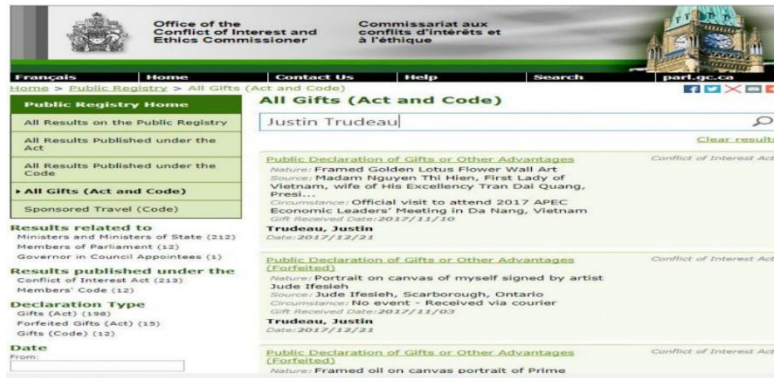 Office of the
Conflict of Interest and
Ethics Commissioner
Commissariat aux
conflits d'intérêts et
à l'éthique
Français Home Contact Us Help Search parl.gc.ca
Home > Public Registry > All Gifts (Act and Code)
Public Registry Home
All Results on the Public Registry
All Results Published under the
Act
All Results Published under the
Code
All Gifts (Act and Code)
Sponsored Travel (Code)
Results related to
Ministers and Ministers of State (212)
Members of Parliament (12)
Governor in Council Appointees (1)
Results published under the
Conflict of Interest Act (213)
Members' Code (12)
Declaration Type
Gifts (Act) (198)
Forfeited Gifts (Act) (15)
Gifts (Code) (12)
Date
From:
All Gifts (Act and Code)
Justin Trudeau
Clear results
Public Declaration of Gifts or Other Advantages Conflict of Interest Act
Nature: Framed Golden Lotus Flower Wall Art
Source: Madam Nguyen Thi Hien, First Lady of
Vietnam, wife of His Excellency Tran Dai Quang,
Presi...
Circumstance: Official visit to attend 2017 APEC
Economic Leaders' Meeting in Da Nang, Vietnam
Gift Received Date: 2017/11/10
Trudeau, Justin
Date: 2017/12/21
Public Declaration of Gifts or Other Advantages Conflict of Interest Act
(Forfeited)
Nature: Portrait on canvas of myself signed by artist
Jude Ifesieh
Source: Jude Ifesieh, Scarborough, Ontario
Circumstance: No event - Received via courier
Gift Received Date: 2017/11/03
Trudeau, Justin
Date: 2017/12/21
Public Declaration of Gifts or Other Advantages Conflict of Interest Act
(Forfeited)
Nature: Framed oil on canvas portrait of Prime